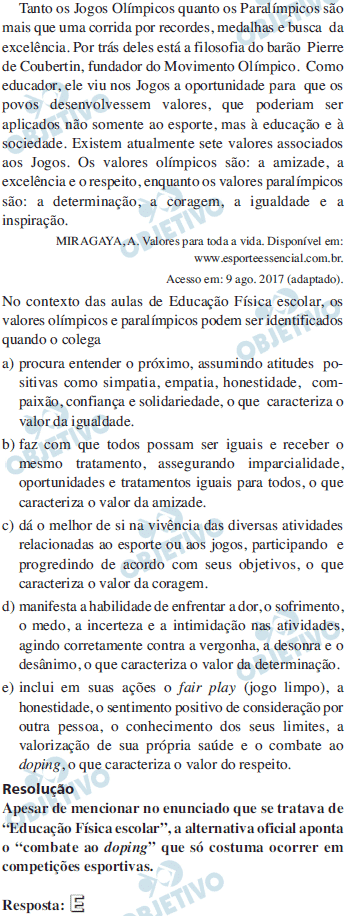 Tanto os Jogos Olímpicos quanto os Paralímpicos são
mais que uma corrida por recordes, medalhas e busca da
excelência. Por trás deles está a filosofia do barão Pierre
de Coubertin, fundador do Movimento Olímpico. Como
educador, ele viu nos Jogos a oportunidade para que os
povos desenvolvessem valores, que poderiam ser
aplicados não somente ao esporte, mas à educação e à
sociedade. Existem atualmente sete valores associados
aos Jogos. Os valores olímpicos são: a amizade, a
excelência e o respeito, enquanto os valores paralímpicos
são: a determinação, a coragem, a igualdade e a
inspiração.
MIRAGAYA, A. Valores para toda a vida. Disponível em:
www.esporteessencial.com.br.
Acesso em: 9 ago. 2017 (adaptado).
No contexto das aulas de Educação Física escolar, os
valores olímpicos e paralímpicos podem ser identificados
quando o colega
a) procura entender o próximo, assumindo atitudes po-
sitivas como simpatia, empatia, honestidade, com-
paixão, confiança e solidariedade, o que caracteriza o
valor da igualdade.
b) faz com que todos possam ser iguais e receber o
mesmo tratamento, assegurando imparcialidade,
oportunidades e tratamentos iguais para todos, o que
caracteriza o valor da amizade.
c) dá o melhor de si na vivência das diversas atividades
relacionadas ao esporte ou aos jogos, participando e
progredindo de acordo com seus objetivos, o que
caracteriza o valor da coragem.
d) manifesta a habilidade de enfrentar a dor, o sofrimento,
o medo, a incerteza e a intimidação nas atividades,
agindo corretamente contra a vergonha, a desonra e o
desânimo, o que caracteriza o valor da determinação.
e) inclui em suas ações o fair play (jogo limpo), a
honestidade, o sentimento positivo de consideração por
outra pessoa, o conhecimento dos seus limites, a
valorização de sua própria saúde e o combate ao
doping, o que caracteriza o valor do respeito.
Resolução
Apesar de mencionar no enunciado que se tratava de
“Educação Física escolar”, a alternativa oficial aponta
o “combate ao doping” que só costuma ocorrer em
competições esportivas.
Resposta: E